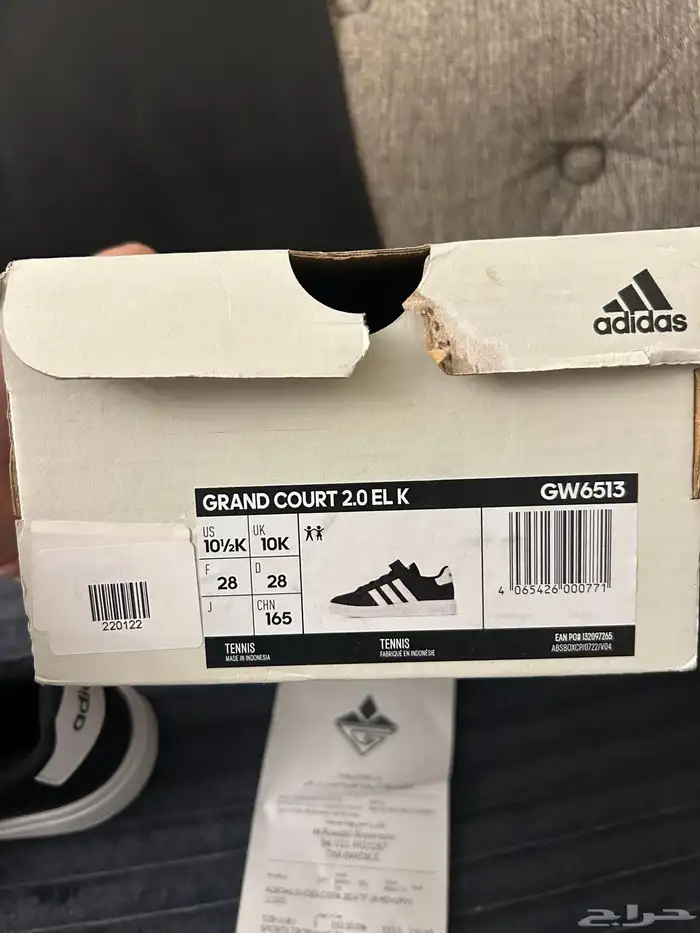 adidas
GRAND COURT 2.0 EL K
GW6513
US
10½K
UK
10K
F
28
D
28
J
CHN
165
4 065426 000771
TENNIS
MADE IN INDONESIA
TENNIS
FABRIQUÉ EN INDONÉSIE
EAN PO# 132097265
ABSBOXCP/0722/V04
220122
adidas
حراج